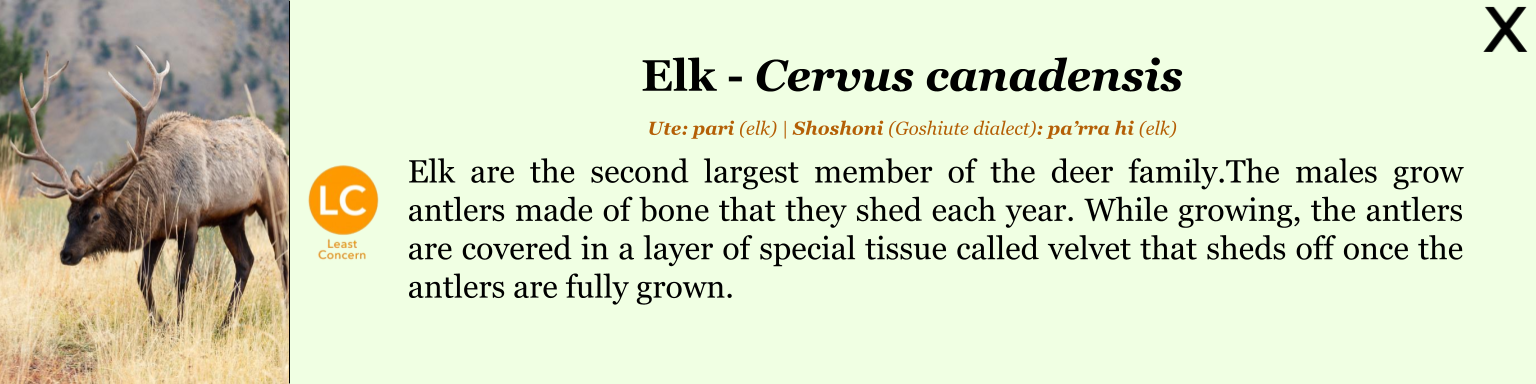 X
Elk - Cervus canadensis
Ute: pari (elk) | Shoshoni (Goshiute dialect): pa’rra hi (elk)
LC
Least
Concern
Elk are the second largest member of the deer family.The males grow
antlers made of bone that they shed each year. While growing, the antlers
are covered in a layer of special tissue called velvet that sheds off once the
antlers are fully grown.